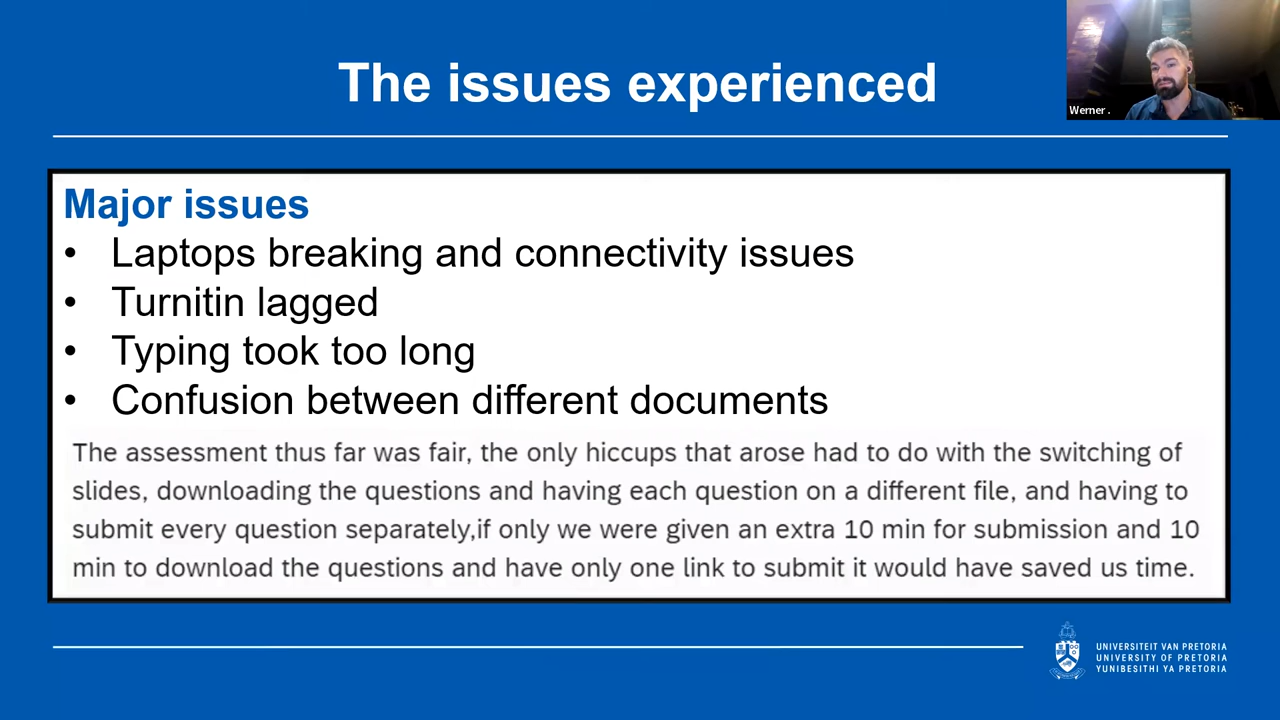 The issues experienced
Werner .
Major issues
• Laptops breaking and connectivity issues
• Turnitin lagged
• Typing took too long
• Confusion between different documents
The assessment thus far was fair, the only hiccups that arose had to do with the switching of
slides, downloading the questions and having each question on a different file, and having to
submit every question separately,if only we were given an extra 10 min for submission and 10
min to download the questions and have only one link to submit it would have saved us time.
UNIVERSITEIT VAN PRETORIA
UNIVERSITY OF PRETORIA
YUNIBESITHI YA PRETORIA